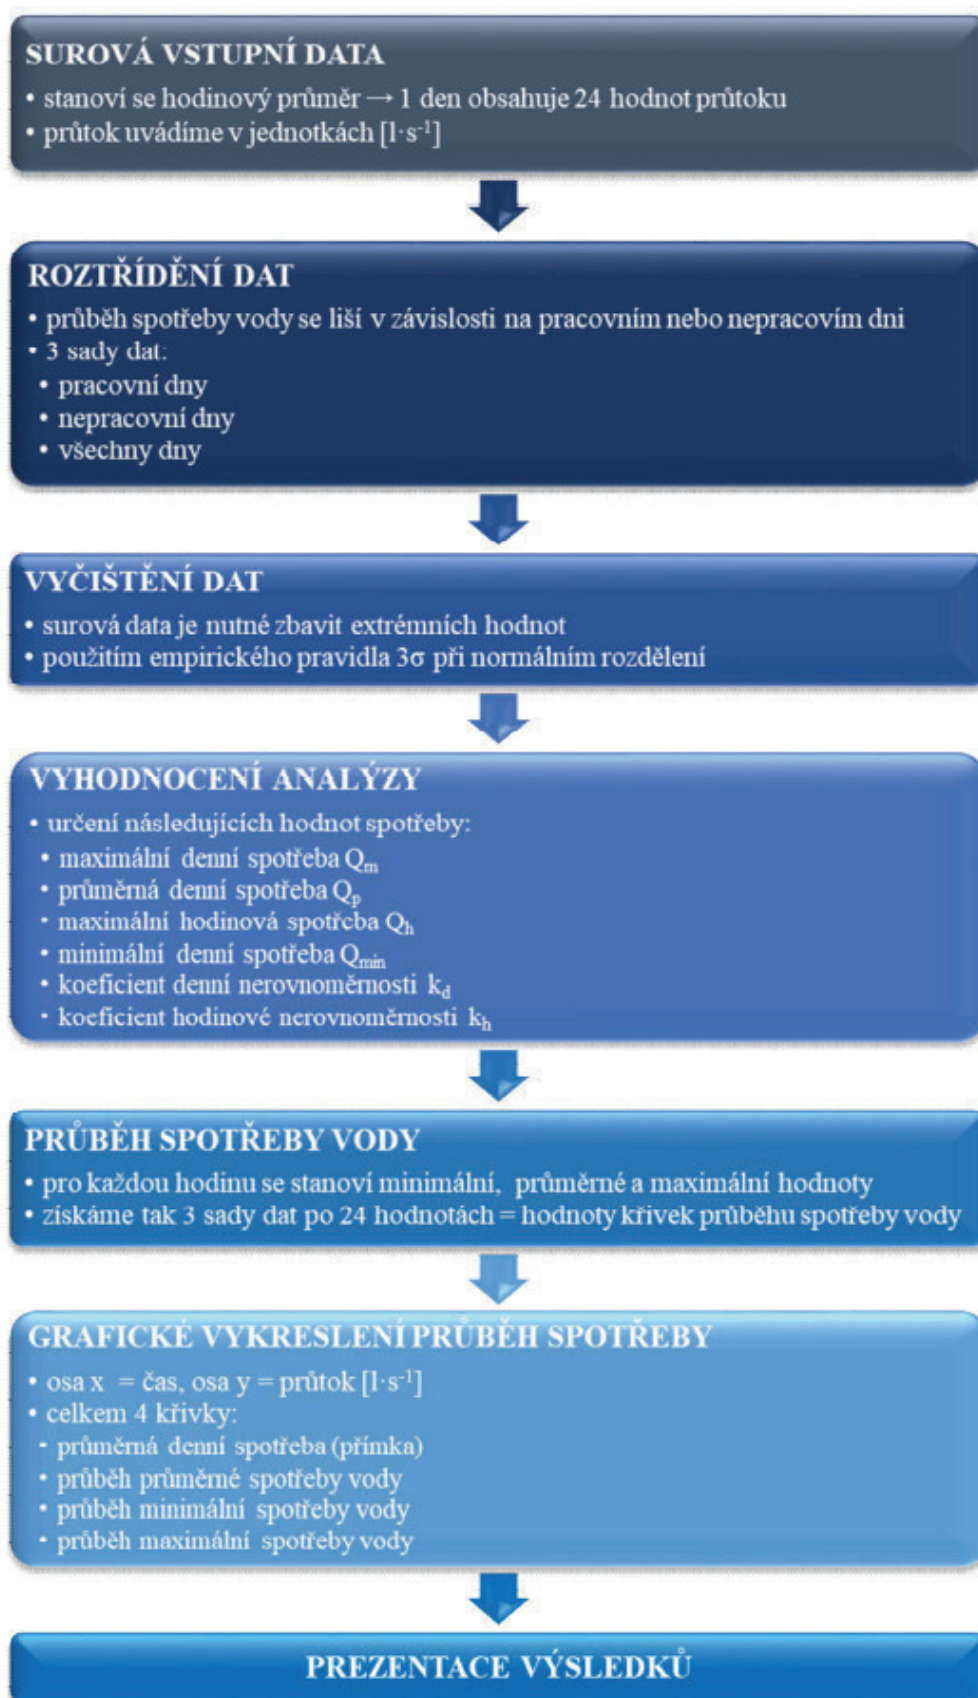 SUROVÁ VSTUPNÍ DATA
• stanoví se hodinový průměr → 1 den obsahuje 24 hodnot průtoku
• průtok uvádíme v jednotkách [l·s⁻¹]
ROZTŘÍDĚNÍ DAT
• průběh spotřeby vody se liší v závislosti na pracovním nebo nepracovím dni
• 3 sady dat:
• pracovní dny
• nepracovní dny
• všechny dny
VYČIŠTĚNÍ DAT
• surová data je nutné zbavit extrémních hodnot
• použitím empirického pravidla 3σ při normálním rozdělení
VYHODNOCENÍ ANALÝZY
• určení následujících hodnot spotřeby:
• maximální denní spotřeba Qm
• průměrná denní spotřeba Qp
• maximální hodinová spotřeba Qh
• minimální denní spotřeba Qmin
• koeficient denní nerovnoměrnosti kd
• koeficient hodinové nerovnoměrnosti kh
PRŮBĚH SPOTŘEBY VODY
• pro každou hodinu se stanoví minimální, průměrné a maximální hodnoty
• získáme tak 3 sady dat po 24 hodnotách = hodnoty křivek průběhu spotřeby vody
GRAFICKÉ VYKRESLENÍ PRŮBĚH SPOTŘEBY
• osa x = čas, osa y = průtok [l·s⁻¹]
• celkem 4 křivky:
• průměrná denní spotřeba (přímka)
• průběh průměrné spotřeby vody
• průběh minimální spotřeby vody
• průběh maximální spotřeby vody
PREZENTACE VÝSLEDKŮ